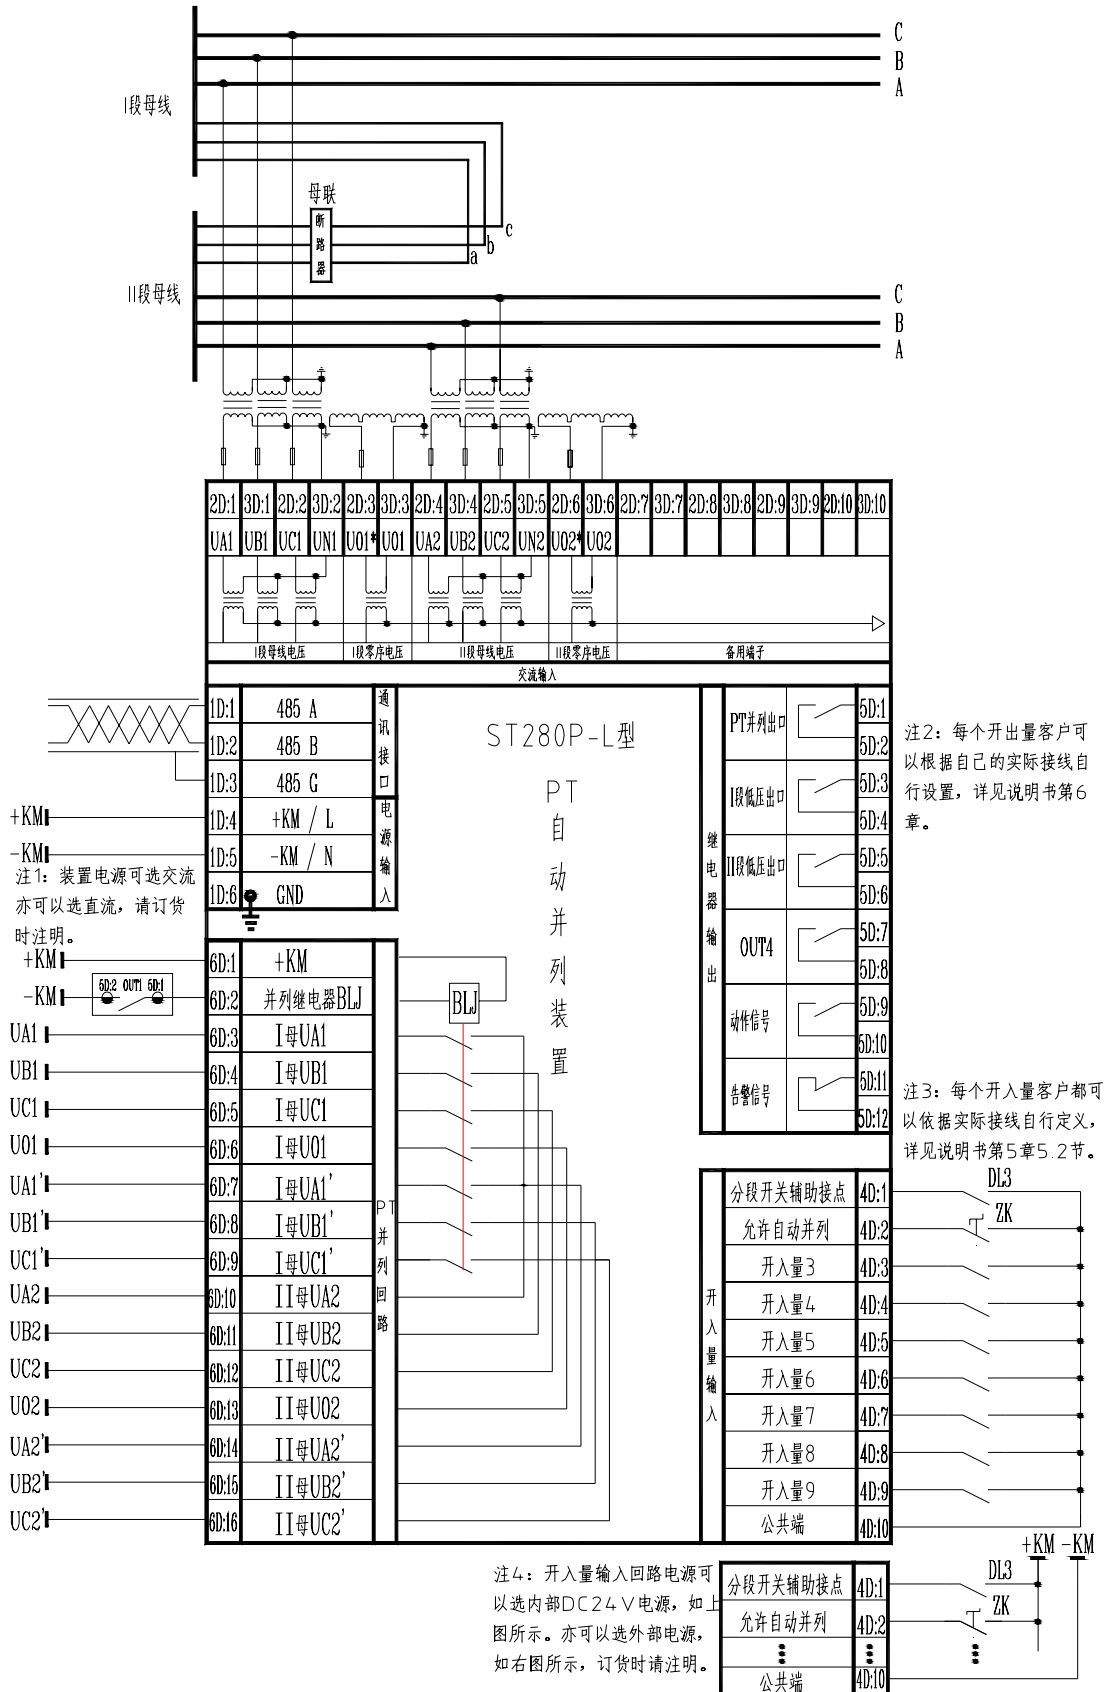 C
B
A
I段母线
母联
断路器
c
b
a
II段母线
C
B
A
2D:1 3D:1 2D:2 3D:2 2D:3 3D:3 2D:4 3D:4 2D:5 3D:5 2D:6 3D:6 2D:7 3D:7 2D:8 3D:8 2D:9 3D:9 2D:10 3D:10
UA1 UB1 UC1 UN1 U01* U01 UA2 UB2 UC2 UN2 U02* U02
I段母线电压 I段零序电压 II段母线电压 II段零序电压 备用端子
交流输入
1D:1 485 A
1D:2 485 B
1D:3 485 G
通讯接口
+KM 1D:4 +KM / L
-KM 1D:5 -KM / N
1D:6 GND
电源输入
注1：装置电源可选交流
亦可以选直流，请订货
时注明。
ST280P-L型
PT自动并列装置
+KM 6D:1 +KM
-KM 5D:2 OUT1 5D:1 6D:2 并列继电器BLJ
BLJ
UA1 6D:3 I母UA1
UB1 6D:4 I母UB1
UC1 6D:5 I母UC1
U01 6D:6 I母U01
UA1' 6D:7 I母UA1'
UB1' 6D:8 I母UB1'
UC1' 6D:9 I母UC1'
UA2 6D:10 II母UA2
UB2 6D:11 II母UB2
UC2 6D:12 II母UC2
U02 6D:13 II母U02
UA2' 6D:14 II母UA2'
UB2' 6D:15 II母UB2'
UC2' 6D:16 II母UC2'
PT并列回路
继电器输出
PT并列出口 5D:1
5D:2
I段低压出口 5D:3
5D:4
II段低压出口 5D:5
5D:6
OUT4 5D:7
5D:8
动作信号 5D:9
5D:10
告警信号 5D:11
5D:12
注2：每个开出量客户可
以根据自己的实际接线自
行设置，详见说明书第6
章。
注3：每个开入量客户都可
以依据实际接线自行定义，
详见说明书第5章5.2节。
开入量输入
分段开关辅助接点 4D:1 DL3
允许自动并列 4D:2 ZK
开入量3 4D:3
开入量4 4D:4
开入量5 4D:5
开入量6 4D:6
开入量7 4D:7
开入量8 4D:8
开入量9 4D:9
公共端 4D:10
+KM -KM
注4：开入量输入回路电源可
以选内部DC24V电源，如上
图所示。亦可以选外部电源，
如右图所示，订货时请注明。
分段开关辅助接点 4D:1 DL3
允许自动并列 4D:2 ZK
公共端 4D:10